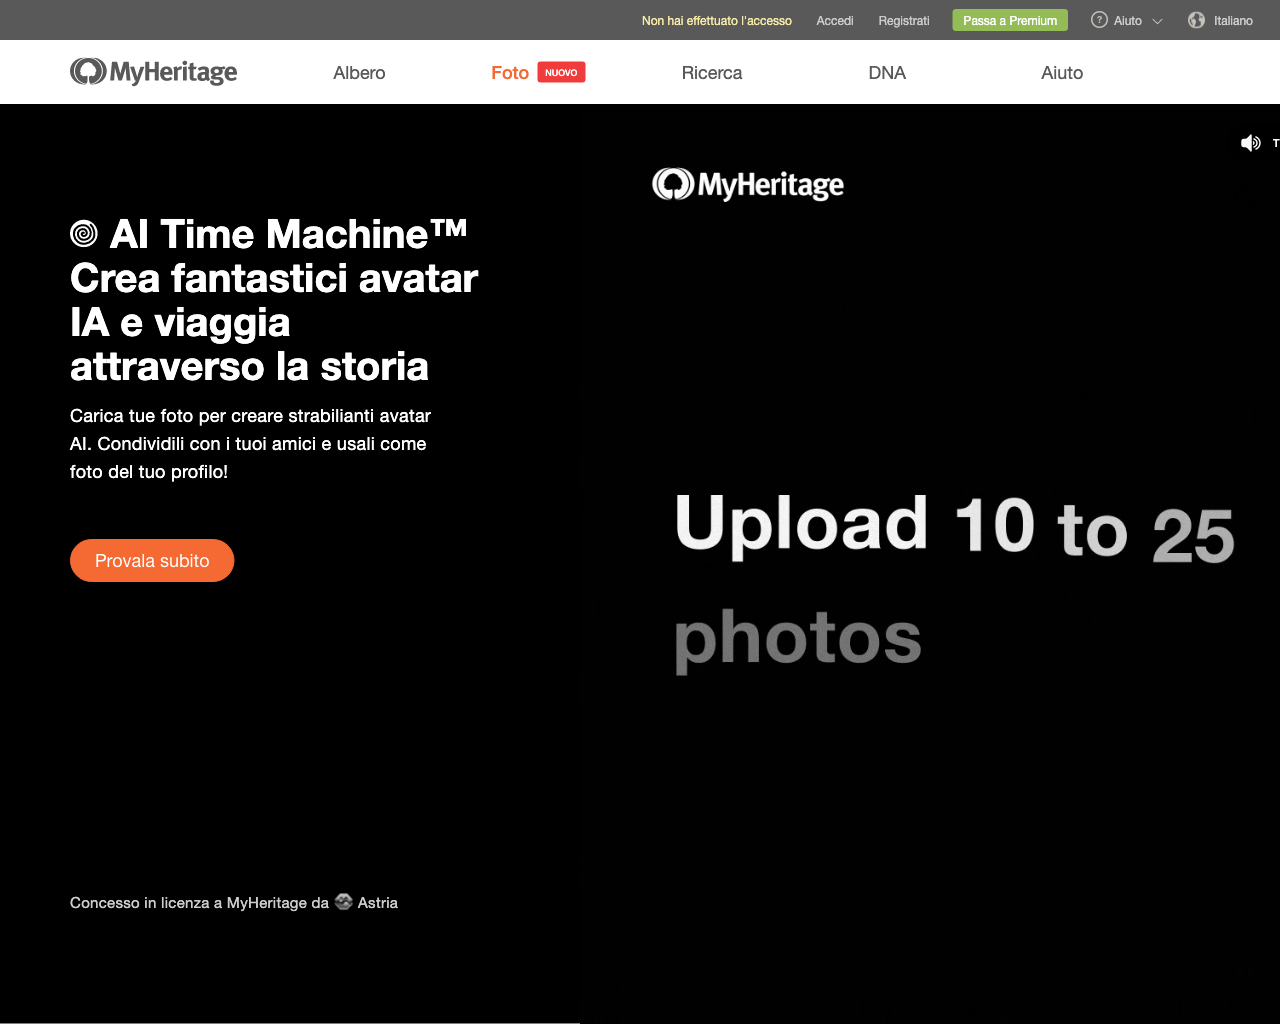 Non hai effettuato l'accesso Accedi Registrati Passa a Premium ? Aiuto Italiano
MyHeritage Albero Foto NUOVO Ricerca DNA Aiuto
AI Time Machine™
Crea fantastici avatar
IA e viaggia
attraverso la storia
Carica tue foto per creare strabilianti avatar
AI. Condividili con i tuoi amici e usali come
foto del tuo profilo!
Provala subito
Concesso in licenza a MyHeritage da Astria
T
MyHeritage
Upload 10 to 25
photos